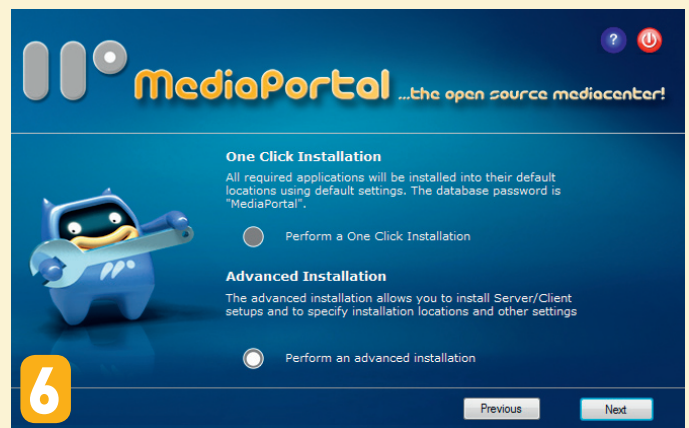 ?
MediaPortal ...the open source mediacenter!
One Click Installation
All required applications will be installed into their default
locations using default settings. The database password is
"MediaPortal".
Perform a One Click Installation
Advanced Installation
The advanced installation allows you to install Server/Client
setups and to specify installation locations and other settings
Perform an advanced installation
6
Previous Next